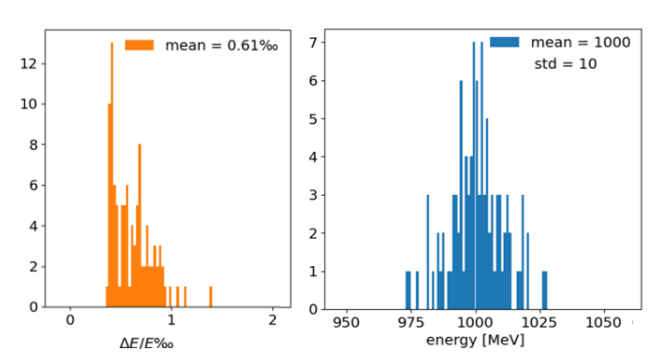 mean = 0.61‰
12
10
8
6
4
2
0
0 1 2
ΔE/E‰
mean = 1000
std = 10
7
6
5
4
3
2
1
0
950 975 1000 1025 1050
energy [MeV]